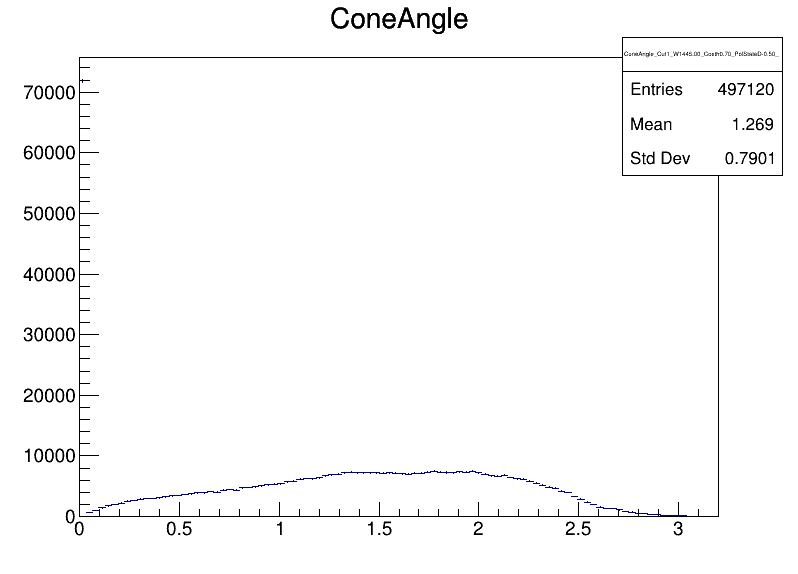 ConeAngle
ConeAngle_Cut1_W1445.00_Costh0.70_PolStateD-0.50_
Entries 497120
Mean 1.269
Std Dev 0.7901
70000
60000
50000
40000
30000
20000
10000
0
0 0.5 1 1.5 2 2.5 3